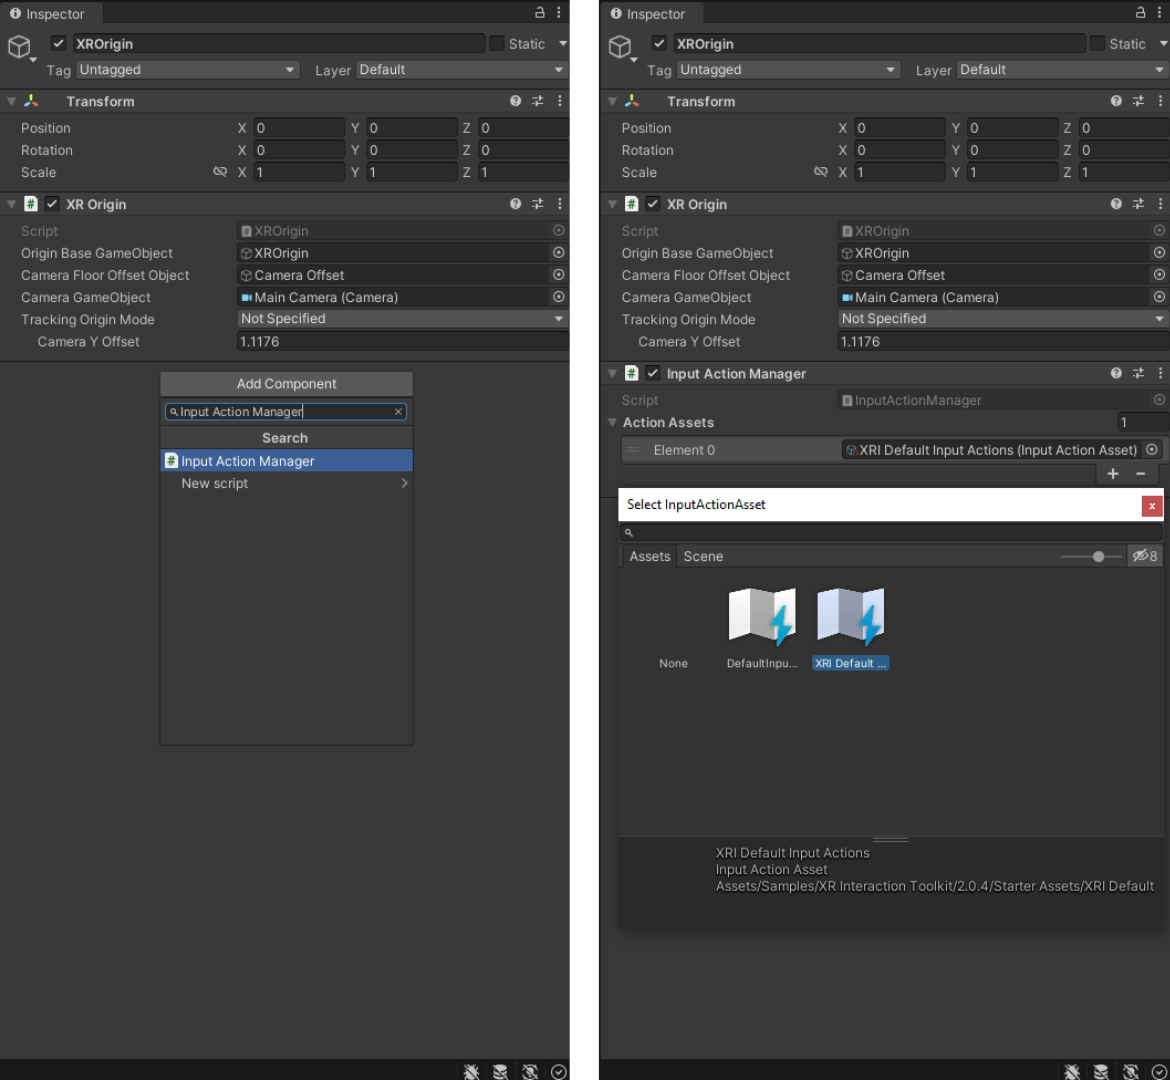 Inspector
XROrigin
Static
Tag Untagged Layer Default
Transform
Position X 0 Y 0 Z 0
Rotation X 0 Y 0 Z 0
Scale X 1 Y 1 Z 1
# XR Origin
Script XROrigin
Origin Base GameObject XROrigin
Camera Floor Offset Object Camera Offset
Camera GameObject Main Camera (Camera)
Tracking Origin Mode Not Specified
Camera Y Offset 1.1176
Add Component
Input Action Manager
Search
# Input Action Manager
New script
Inspector
XROrigin
Static
Tag Untagged Layer Default
Transform
Position X 0 Y 0 Z 0
Rotation X 0 Y 0 Z 0
Scale X 1 Y 1 Z 1
# XR Origin
Script XROrigin
Origin Base GameObject XROrigin
Camera Floor Offset Object Camera Offset
Camera GameObject Main Camera (Camera)
Tracking Origin Mode Not Specified
Camera Y Offset 1.1176
# Input Action Manager
Script InputActionManager
Action Assets 1
Element 0 XRI Default Input Actions (Input Action Asset)
+ −
Select InputActionAsset x
Assets Scene 8
None DefaultInpu... XRI Default ...
XRI Default Input Actions
Input Action Asset
Assets/Samples/XR Interaction Toolkit/2.0.4/Starter Assets/XRI Default